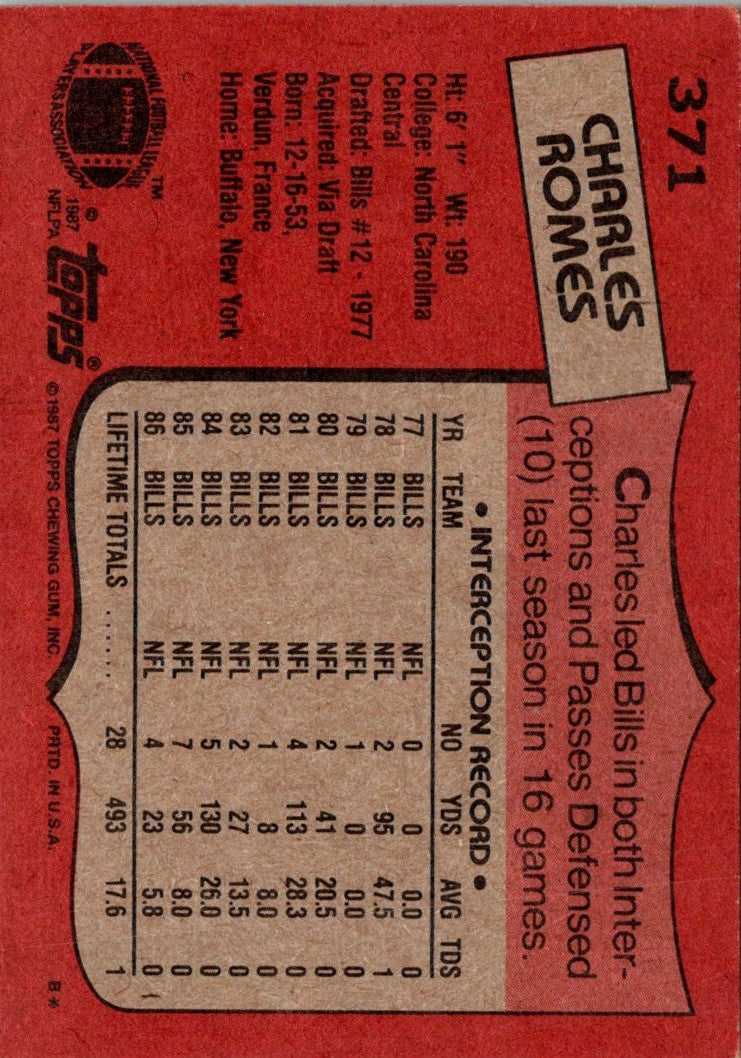 371
CHARLES
ROMES
Ht: 6' 1" Wt: 190
College: North Carolina
Central
Drafted: Bills #12 - 1977
Acquired: Via Draft
Born: 12-16-53,
Verdun, France
Home: Buffalo, New York
NATIONAL FOOTBALL LEAGUE
PLAYERS ASSOCIATION
TM
© 1987
NFLPA
topps®
Charles led Bills in both Inter-
ceptions and Passes Defensed
(10) last season in 16 games.
• INTERCEPTION RECORD •
YR TEAM NO YDS AVG TDS
77 BILLS NFL 0 0 0.0 0
78 BILLS NFL 2 95 47.5 1
79 BILLS NFL 1 0 0.0 0
80 BILLS NFL 2 41 20.5 0
81 BILLS NFL 4 113 28.3 0
82 BILLS NFL 1 8 8.0 0
83 BILLS NFL 2 27 13.5 0
84 BILLS NFL 5 130 26.0 0
85 BILLS NFL 7 56 8.0 0
86 BILLS NFL 4 23 5.8 0
LIFETIME TOTALS ...... 28 493 17.6 1
© 1987 TOPPS CHEWING GUM, INC. PRTD. IN U.S.A. B*